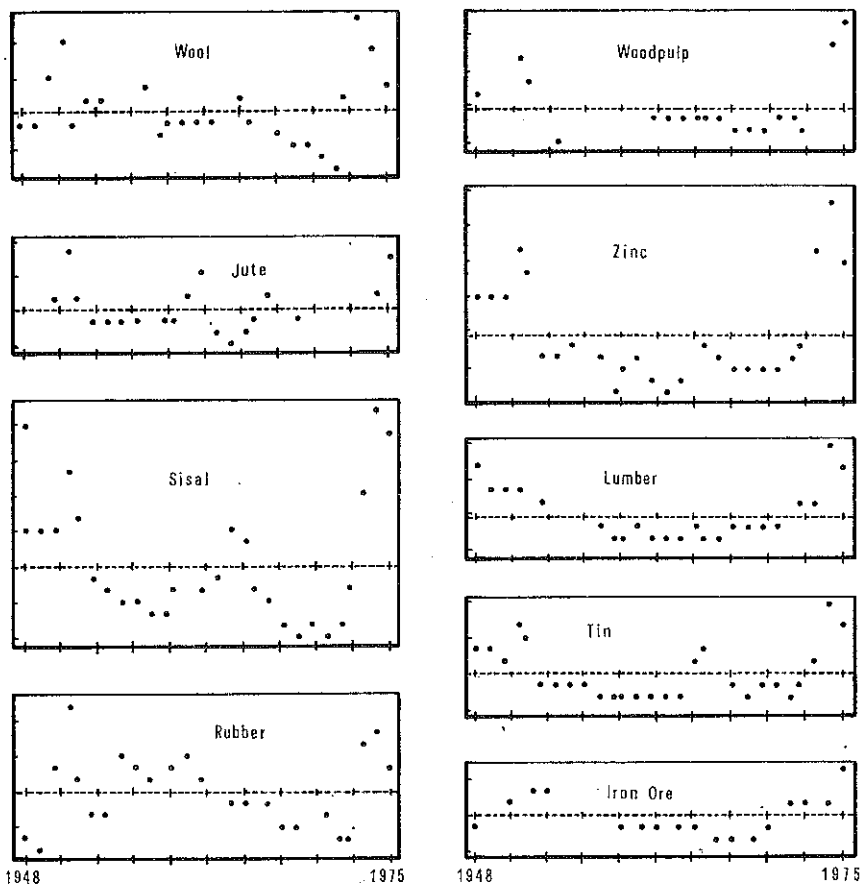 Wool
Jute
Sisal
Rubber
1948 1975
Woodpulp
Zinc
Lumber
Tin
Iron Ore
1948 1975